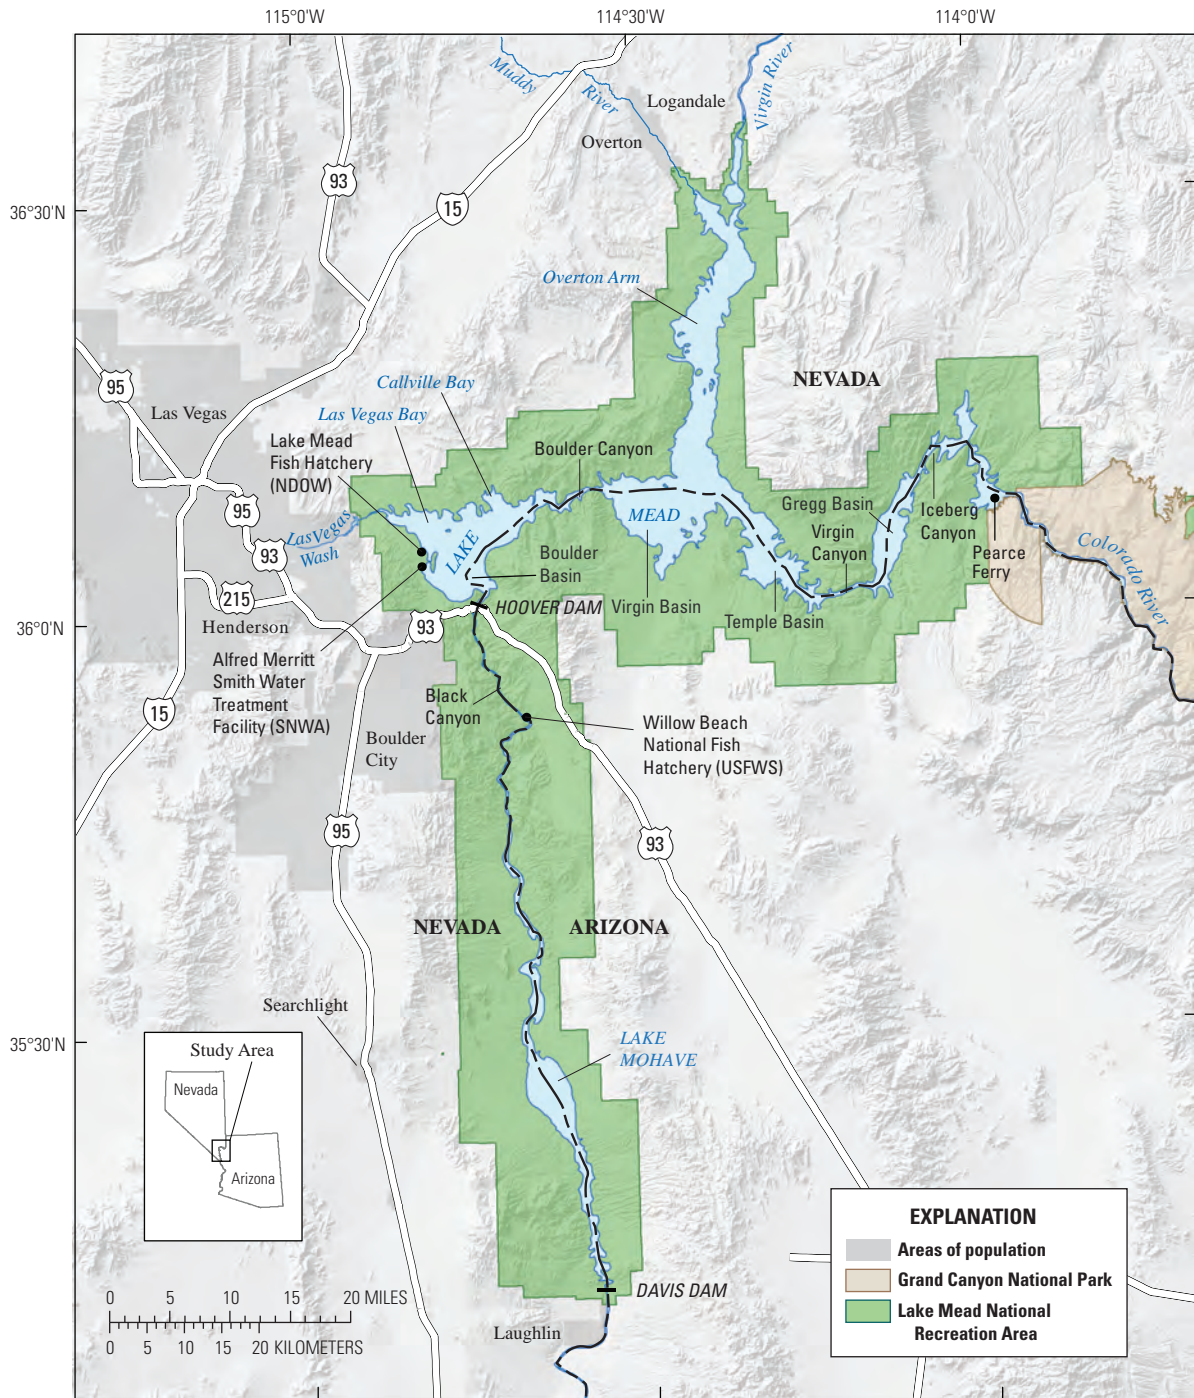 115°0'W
114°30'W
114°0'W
36°30'N
36°0'N
35°30'N
Muddy
River
Logandale
Overton
Virgin River
93
15
Overton Arm
NEVADA
95
Las Vegas
Callville Bay
Las Vegas Bay
Lake Mead
Fish Hatchery
(NDOW)
Boulder Canyon
95
93
Las Vegas
Wash
LAKE
MEAD
Gregg Basin
Virgin
Canyon
Iceberg
Canyon
Pearce
Ferry
Colorado River
Boulder
Basin
215
Henderson
93
HOOVER DAM
Virgin Basin
Temple Basin
Alfred Merritt
Smith Water
Treatment
Facility (SNWA)
15
Black
Canyon
Boulder
City
Willow Beach
National Fish
Hatchery (USFWS)
95
93
NEVADA
ARIZONA
Searchlight
LAKE
MOHAVE
Study Area
Nevada
Arizona
DAVIS DAM
Laughlin
0 5 10 15 20 MILES
0 5 10 15 20 KILOMETERS
EXPLANATION
Areas of population
Grand Canyon National Park
Lake Mead National
Recreation Area